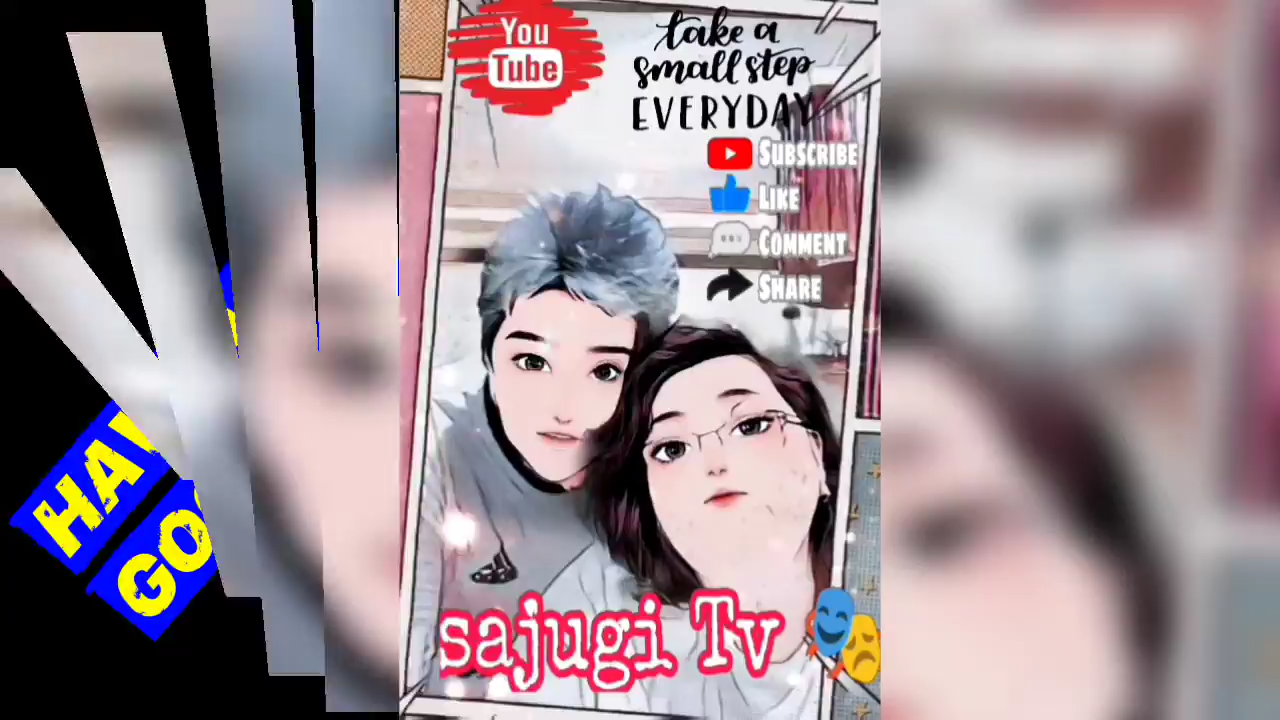 You
Tube
take a
small step
EVERYDAY
SUBSCRIBE
LIKE
COMMENT
SHARE
sajugi Tv